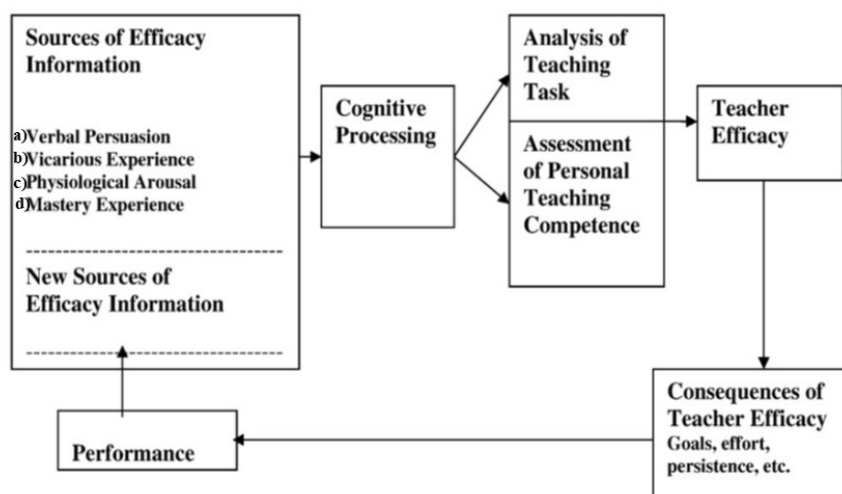 Sources of Efficacy
Information
a)Verbal Persuasion
b)Vicarious Experience
c)Physiological Arousal
d)Mastery Experience
New Sources of
Efficacy Information
Cognitive
Processing
Analysis of
Teaching
Task
Assessment
of Personal
Teaching
Competence
Teacher
Efficacy
Consequences of
Teacher Efficacy
Goals, effort,
persistence, etc.
Performance